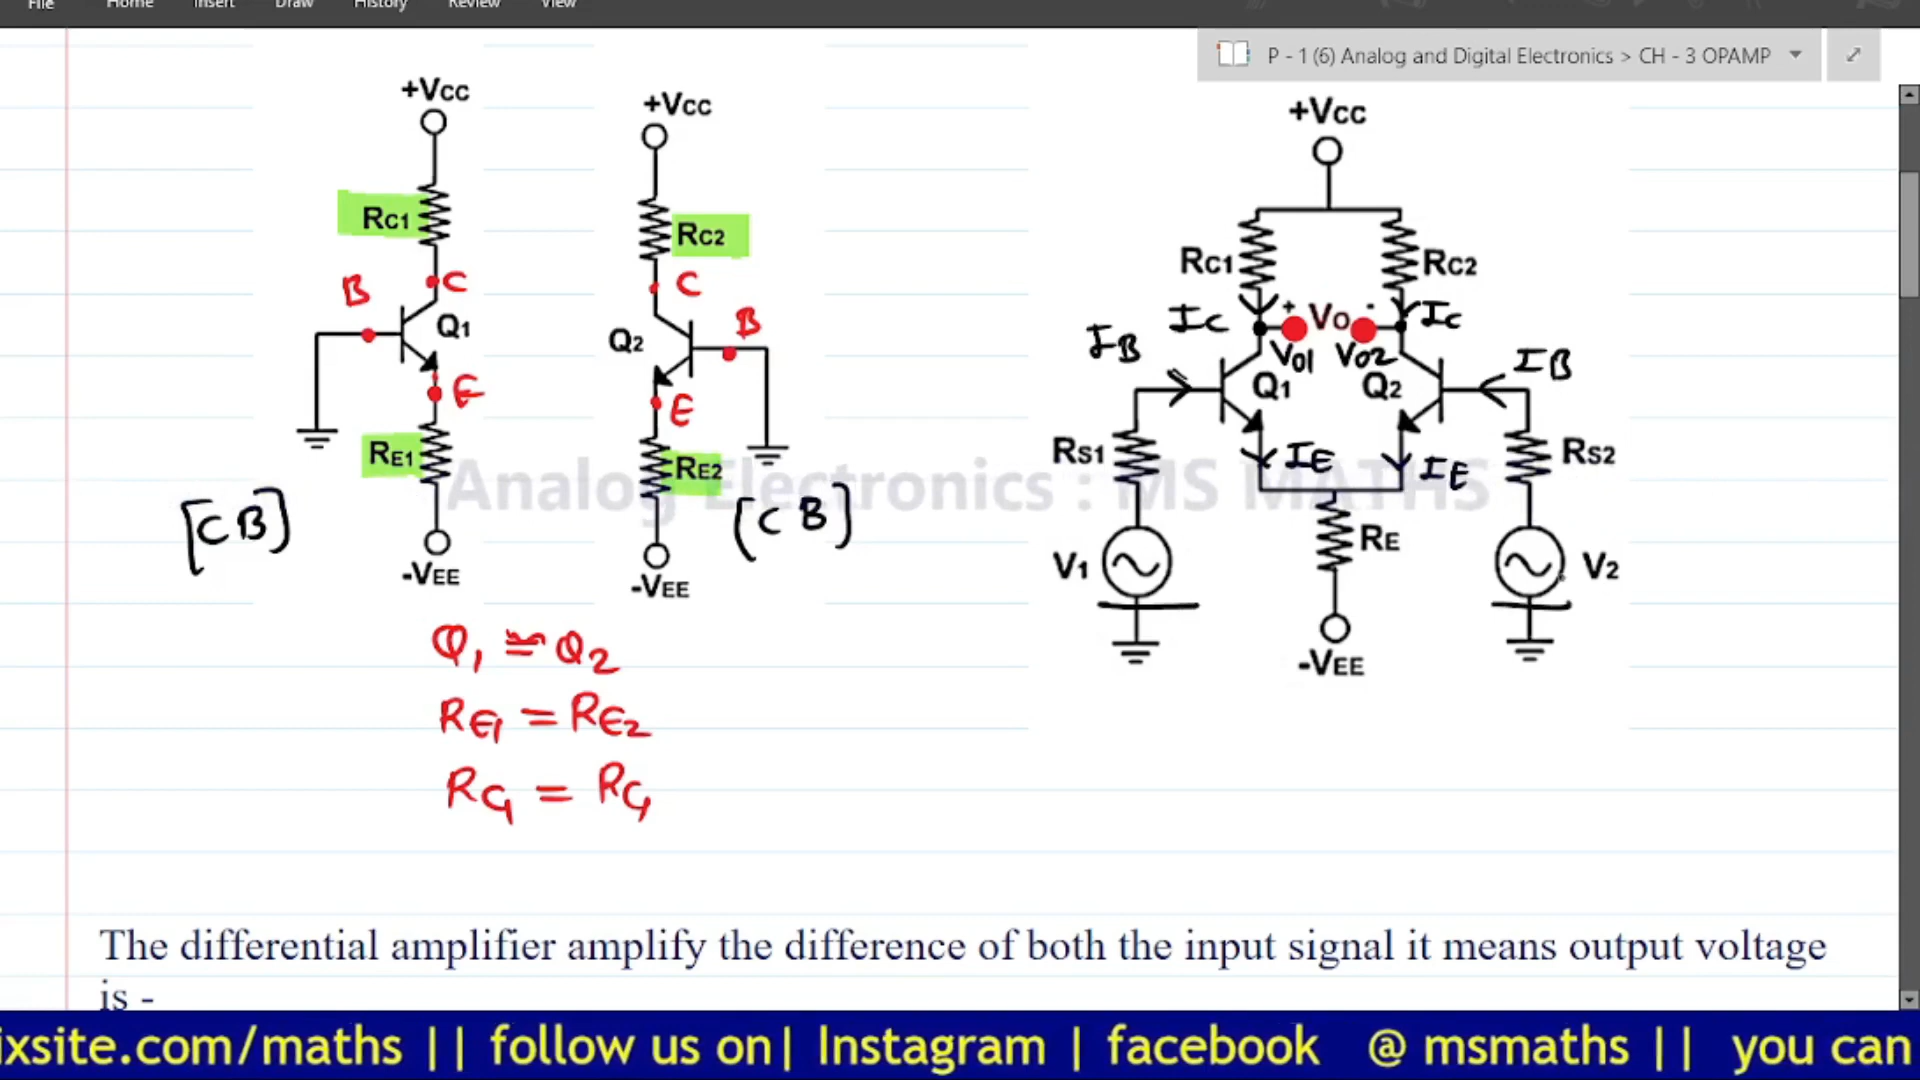 File Home Insert Draw History Review View
P - 1 (6) Analog and Digital Electronics > CH - 3 OPAMP
+VCC
RC1
B
C
Q1
E
RE1
[CB]
-VEE
+VCC
RC2
C
B
Q2
E
RE2
[CB]
-VEE
Q1 ≅ Q2
RE1 = RE2
RC1 = RC1
+VCC
RC1
RC2
IC
+ Vo -
IC
IB
Vo1
Vo2
IB
Q1
Q2
RS1
IE
IE
RS2
V1
RE
V2
-VEE
Analog Electronics : MS MATHS
The differential amplifier amplify the difference of both the input signal it means output voltage
is -
ixsite.com/maths || follow us on| Instagram | facebook @ msmaths || you can